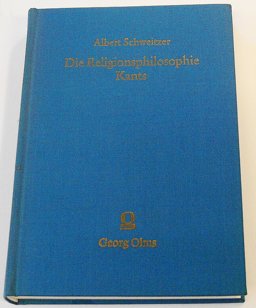 Albert Schweitzer
Die Religionsphilosophie
Kants
Georg Olms